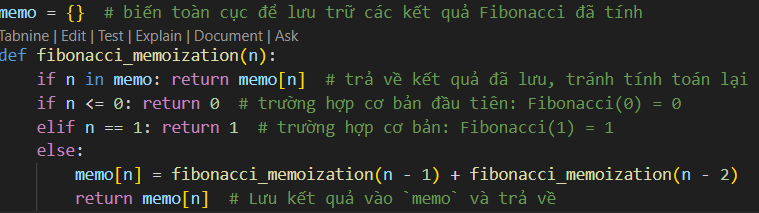 memo = {}  # biến toàn cục để lưu trữ các kết quả Fibonacci đã tính
Tabnine | Edit | Test | Explain | Document | Ask
def fibonacci_memoization(n):
    if n in memo: return memo[n]  # trả về kết quả đã lưu, tránh tính toán lại
    if n <= 0: return 0  # trường hợp cơ bản đầu tiên: Fibonacci(0) = 0
    elif n == 1: return 1  # trường hợp cơ bản: Fibonacci(1) = 1
    else:
        memo[n] = fibonacci_memoization(n - 1) + fibonacci_memoization(n - 2)
        return memo[n]  # Lưu kết quả vào `memo` và trả về